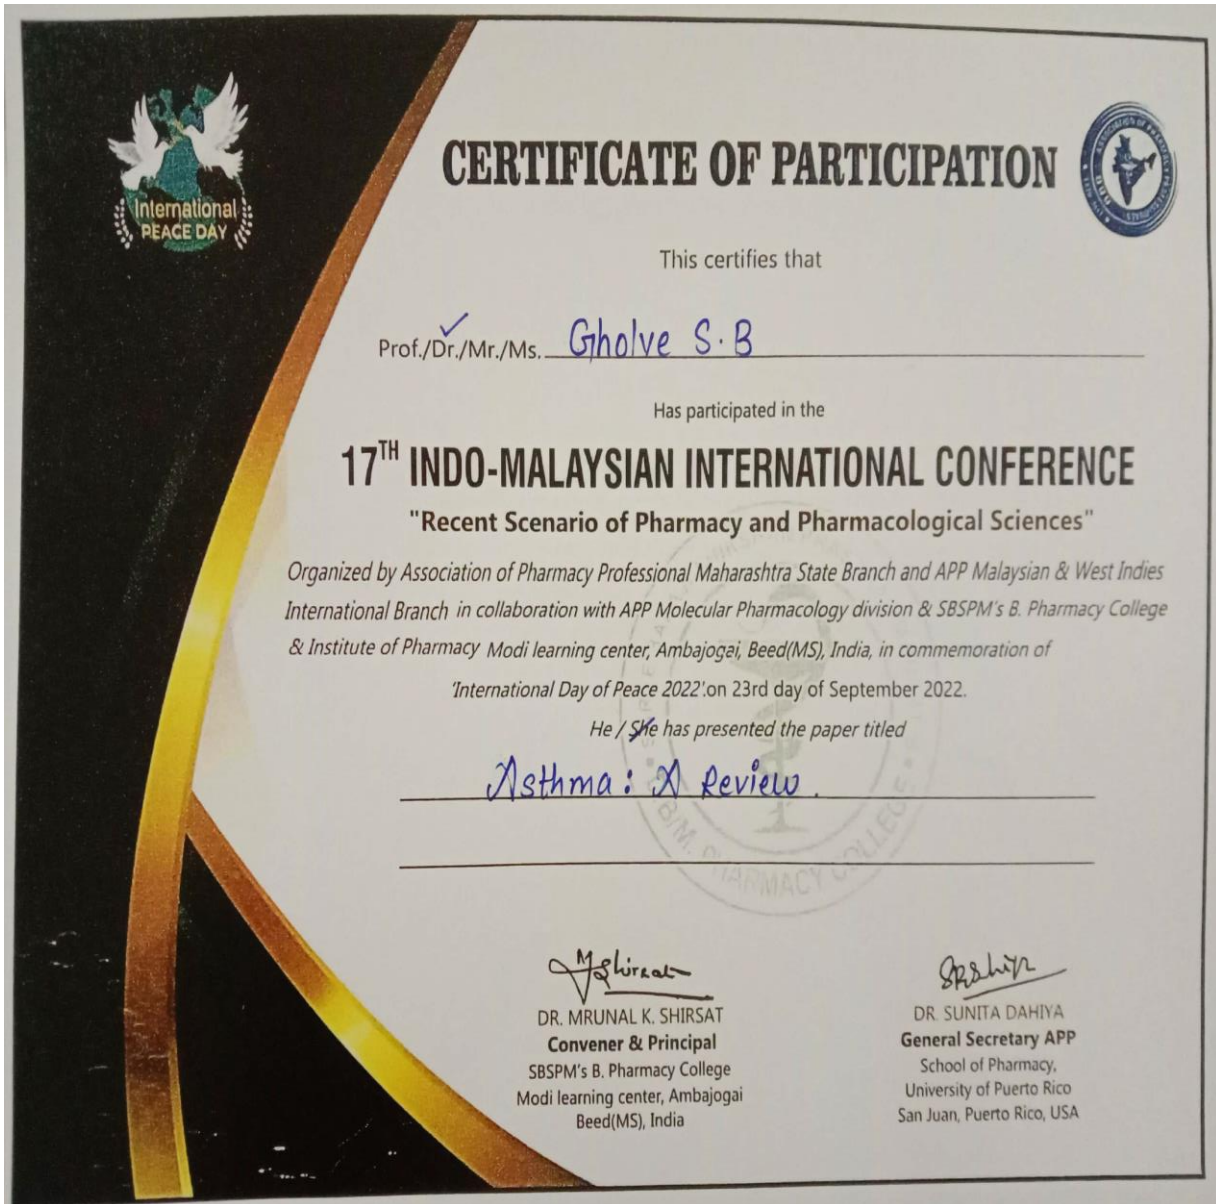 International
PEACE DAY
CERTIFICATE OF PARTICIPATION
This certifies that
Prof./Dr./Mr./Ms. Gholve S.B
Has participated in the
17TH INDO-MALAYSIAN INTERNATIONAL CONFERENCE
"Recent Scenario of Pharmacy and Pharmacological Sciences"
Organized by Association of Pharmacy Professional Maharashtra State Branch and APP Malaysian & West Indies
International Branch in collaboration with APP Molecular Pharmacology division & SBSPM's B. Pharmacy College
& Institute of Pharmacy Modi learning center, Ambajogai, Beed(MS), India, in commemoration of
'International Day of Peace 2022'.on 23rd day of September 2022.
He / She has presented the paper titled
Asthma: A Review.
PHARMACY COLLEGE
DR. MRUNAL K. SHIRSAT
Convener & Principal
SBSPM's B. Pharmacy College
Modi learning center, Ambajogai
Beed(MS), India
DR. SUNITA DAHIYA
General Secretary APP
School of Pharmacy,
University of Puerto Rico
San Juan, Puerto Rico, USA